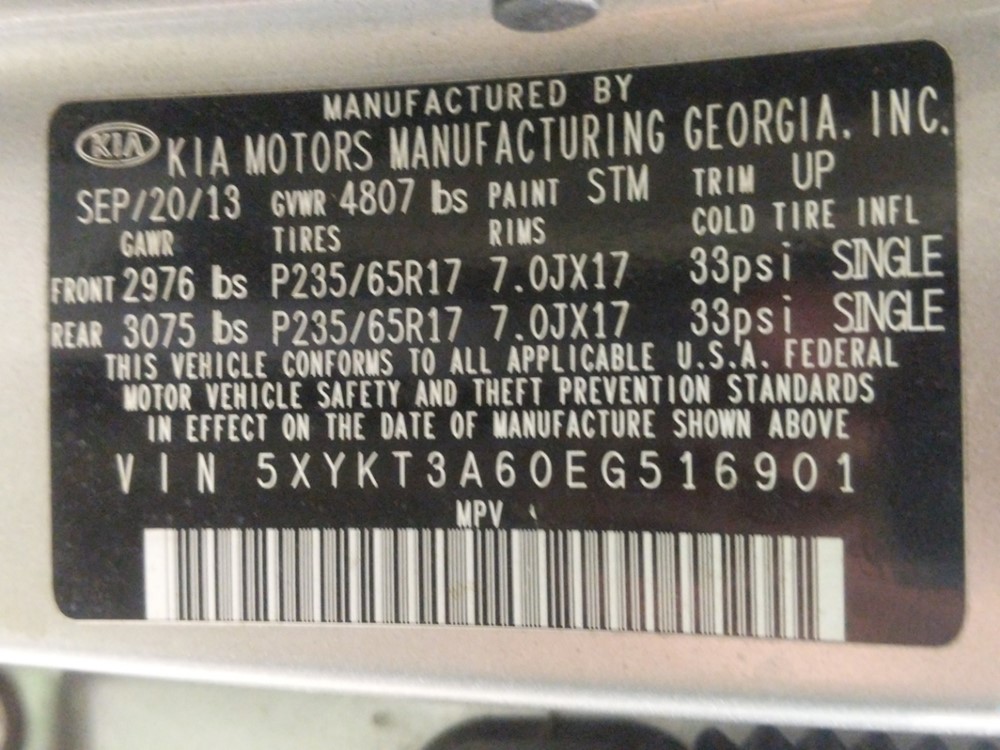 MANUFACTURED BY
KIA KIA MOTORS MANUFACTURING GEORGIA, INC.
SEP/20/13 GVWR 4807 lbs PAINT STM TRIM UP
GAWR TIRES RIMS COLD TIRE INFL
FRONT 2976 lbs P235/65R17 7.0JX17 33psi SINGLE
REAR 3075 lbs P235/65R17 7.0JX17 33psi SINGLE
THIS VEHICLE CONFORMS TO ALL APPLICABLE U.S.A. FEDERAL
MOTOR VEHICLE SAFETY AND THEFT PREVENTION STANDARDS
IN EFFECT ON THE DATE OF MANUFACTURE SHOWN ABOVE
VIN 5XYKT3A60EG516901
MPV